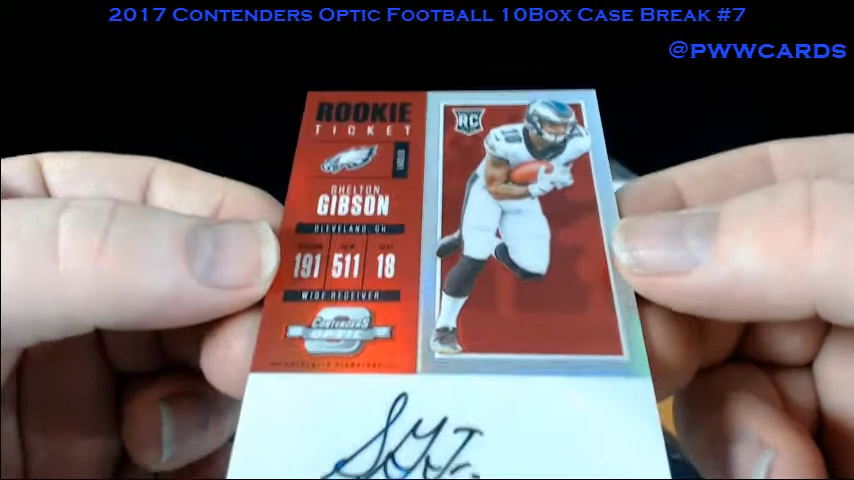 2017 Contenders Optic Football 10Box Case Break #7
@PWWCARDS
ROOKIE
TICKET
RC
SHELTON
GIBSON
CLEVELAND, OH
191 511 18
WIDE RECEIVER
CONTENDERS
OPTIC
18